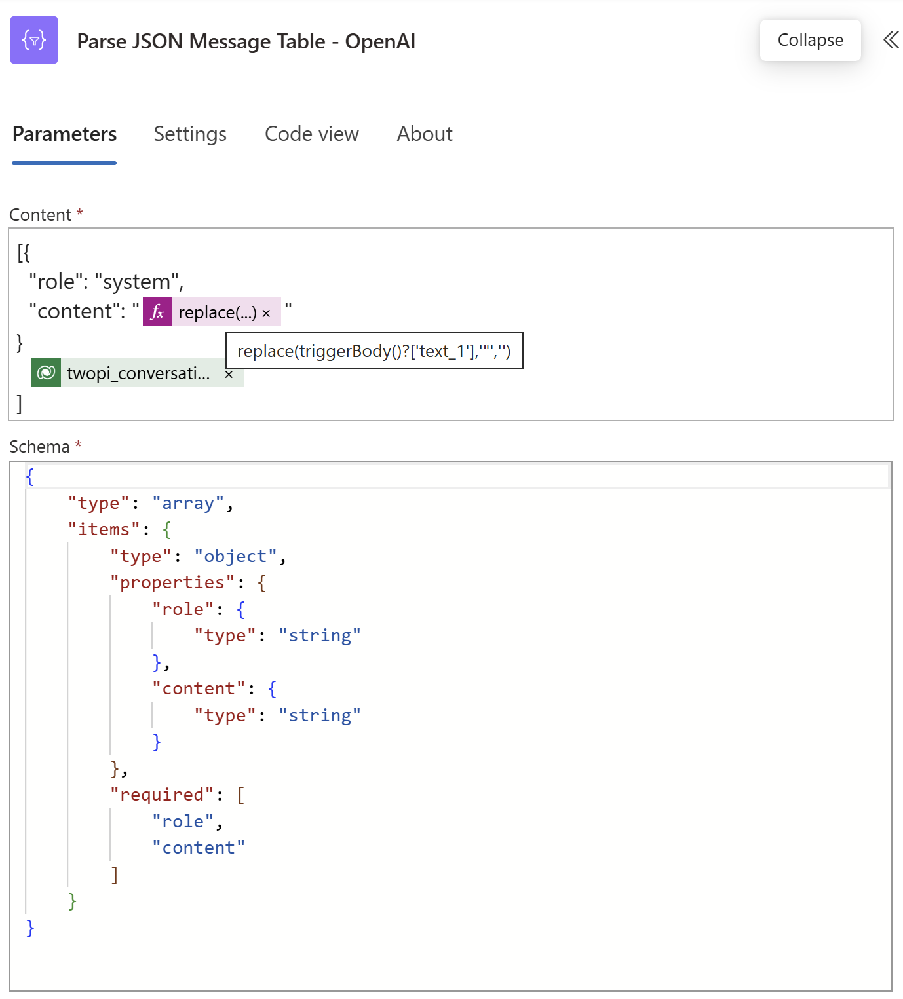 Parse JSON Message Table - OpenAI
Collapse
Parameters
Settings
Code view
About
Content *
[{
"role": "system",
"content": " fx replace(...) × "
}
replace(triggerBody()?['text_1'],'"','')
twopi_conversati... ×
]
Schema *
{
"type": "array",
"items": {
"type": "object",
"properties": {
"role": {
"type": "string"
},
"content": {
"type": "string"
}
},
"required": [
"role",
"content"
]
}
}